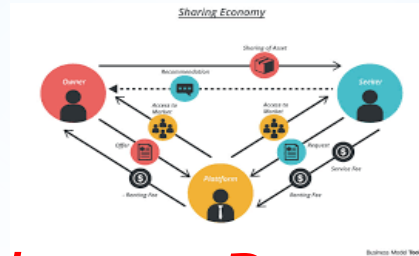 Sharing Economy
Sharing of Asset
Recommendation
Owner
Seeker
Access to
Market
Access to
Market
Offer
Request
Platform
Service Fee
- Renting Fee
Renting Fee
Business Model Too